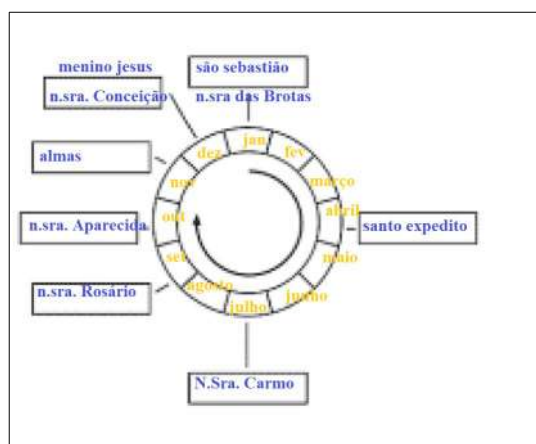 menino jesus
n.sra. Conceição
são sebastião
n.sra das Brotas
almas
n.sra. Aparecida
n.sra. Rosário
N.Sra. Carmo
santo expedito
jan
fev
março
abril
maio
junho
julho
agosto
set
out
nov
dez